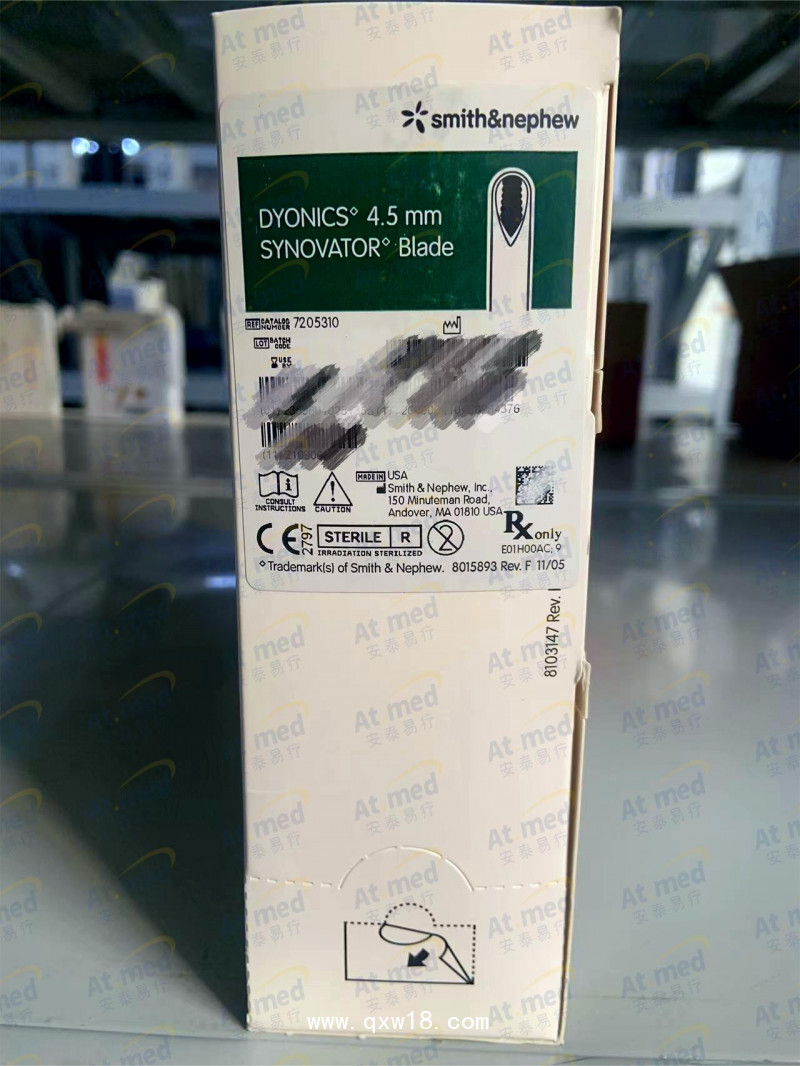 smith&nephew
DYONICS◇ 4.5 mm
SYNOVATOR◇ Blade
REF CATALOG NUMBER 7205310
LOT BATCH CODE
USE BY
MADE IN USA
Smith & Nephew, Inc.,
150 Minuteman Road,
Andover, MA 01810 USA
CONSULT INSTRUCTIONS
CAUTION
CE 2797
STERILE R
IRRADIATION STERILIZED
2
Rx only
E01H00AC, 9
◇Trademark(s) of Smith & Nephew. 8015893 Rev. F 11/05
8103147 Rev.
At med
安泰易行
www.qxw18.com